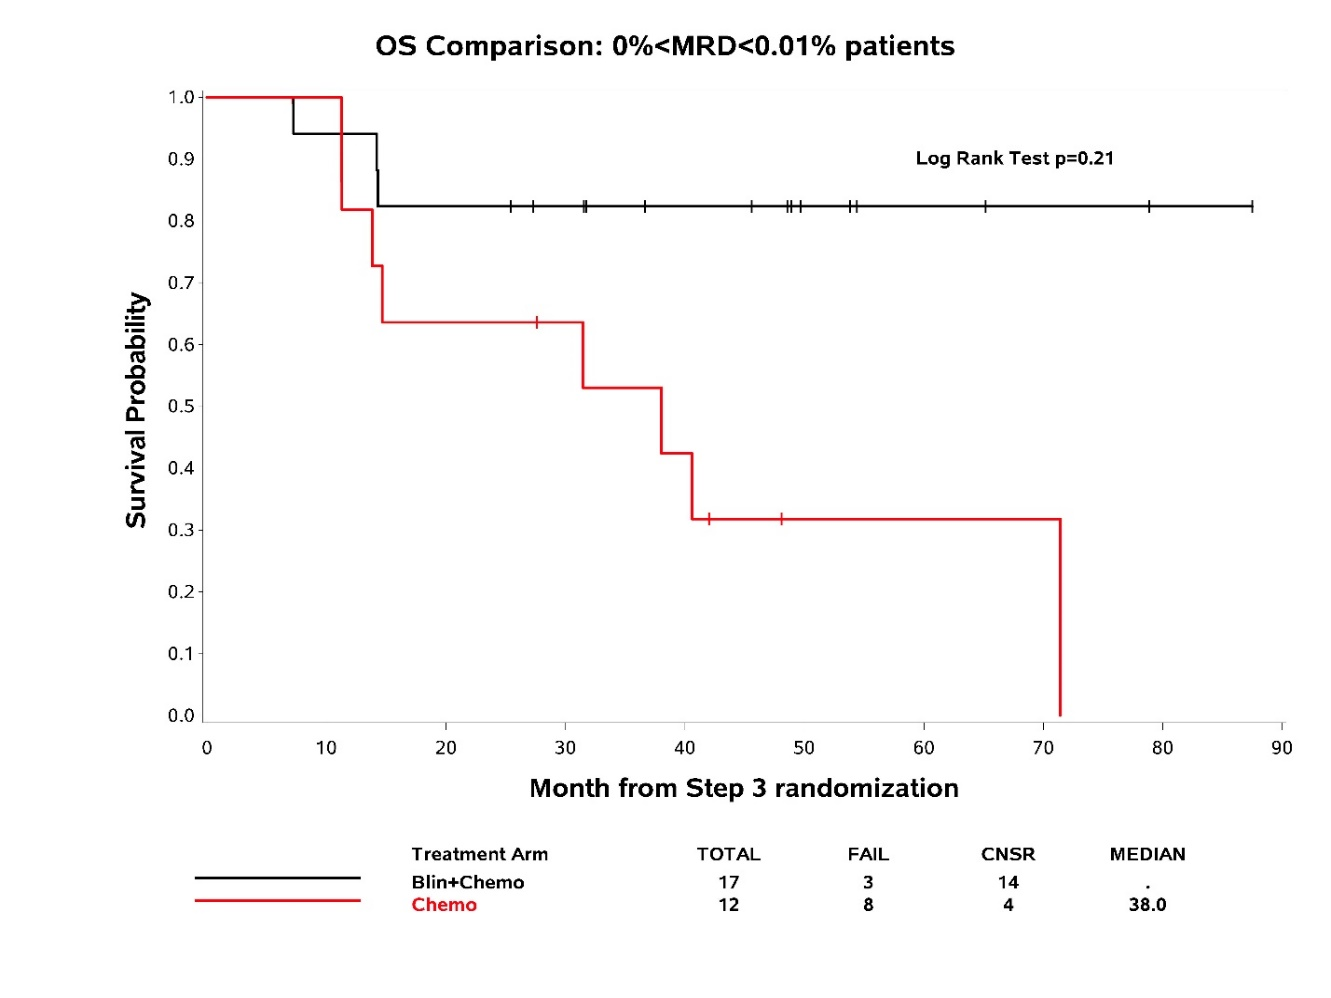 OS Comparison: 0%<MRD<0.01% patients
1.0
0.9
Log Rank Test p=0.21
0.8
0.7
0.6
0.5
0.4
0.3
0.2
0.1
0.0
Survival Probability
0 10 20 30 40 50 60 70 80 90
Month from Step 3 randomization
Treatment Arm TOTAL FAIL CNSR MEDIAN
Blin+Chemo 17 3 14 .
Chemo 12 8 4 38.0